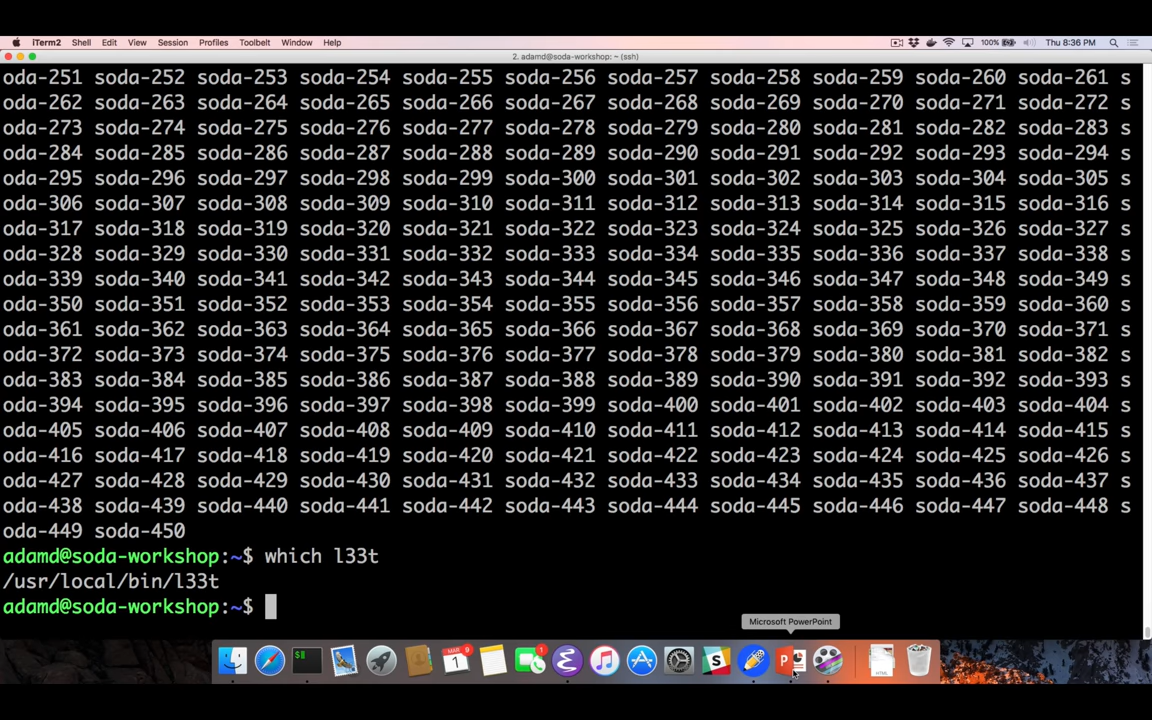 iTerm2 Shell Edit View Session Profiles Toolbelt Window Help 100% Thu 8:36 PM
2. adamd@soda-workshop: ~ (ssh)
oda-251 soda-252 soda-253 soda-254 soda-255 soda-256 soda-257 soda-258 soda-259 soda-260 soda-261 s
oda-262 soda-263 soda-264 soda-265 soda-266 soda-267 soda-268 soda-269 soda-270 soda-271 soda-272 s
oda-273 soda-274 soda-275 soda-276 soda-277 soda-278 soda-279 soda-280 soda-281 soda-282 soda-283 s
oda-284 soda-285 soda-286 soda-287 soda-288 soda-289 soda-290 soda-291 soda-292 soda-293 soda-294 s
oda-295 soda-296 soda-297 soda-298 soda-299 soda-300 soda-301 soda-302 soda-303 soda-304 soda-305 s
oda-306 soda-307 soda-308 soda-309 soda-310 soda-311 soda-312 soda-313 soda-314 soda-315 soda-316 s
oda-317 soda-318 soda-319 soda-320 soda-321 soda-322 soda-323 soda-324 soda-325 soda-326 soda-327 s
oda-328 soda-329 soda-330 soda-331 soda-332 soda-333 soda-334 soda-335 soda-336 soda-337 soda-338 s
oda-339 soda-340 soda-341 soda-342 soda-343 soda-344 soda-345 soda-346 soda-347 soda-348 soda-349 s
oda-350 soda-351 soda-352 soda-353 soda-354 soda-355 soda-356 soda-357 soda-358 soda-359 soda-360 s
oda-361 soda-362 soda-363 soda-364 soda-365 soda-366 soda-367 soda-368 soda-369 soda-370 soda-371 s
oda-372 soda-373 soda-374 soda-375 soda-376 soda-377 soda-378 soda-379 soda-380 soda-381 soda-382 s
oda-383 soda-384 soda-385 soda-386 soda-387 soda-388 soda-389 soda-390 soda-391 soda-392 soda-393 s
oda-394 soda-395 soda-396 soda-397 soda-398 soda-399 soda-400 soda-401 soda-402 soda-403 soda-404 s
oda-405 soda-406 soda-407 soda-408 soda-409 soda-410 soda-411 soda-412 soda-413 soda-414 soda-415 s
oda-416 soda-417 soda-418 soda-419 soda-420 soda-421 soda-422 soda-423 soda-424 soda-425 soda-426 s
oda-427 soda-428 soda-429 soda-430 soda-431 soda-432 soda-433 soda-434 soda-435 soda-436 soda-437 s
oda-438 soda-439 soda-440 soda-441 soda-442 soda-443 soda-444 soda-445 soda-446 soda-447 soda-448 s
oda-449 soda-450
adamd@soda-workshop:~$ which l33t
/usr/local/bin/l33t
adamd@soda-workshop:~$
Microsoft PowerPoint
MAR 9
1 1
S P
HTML